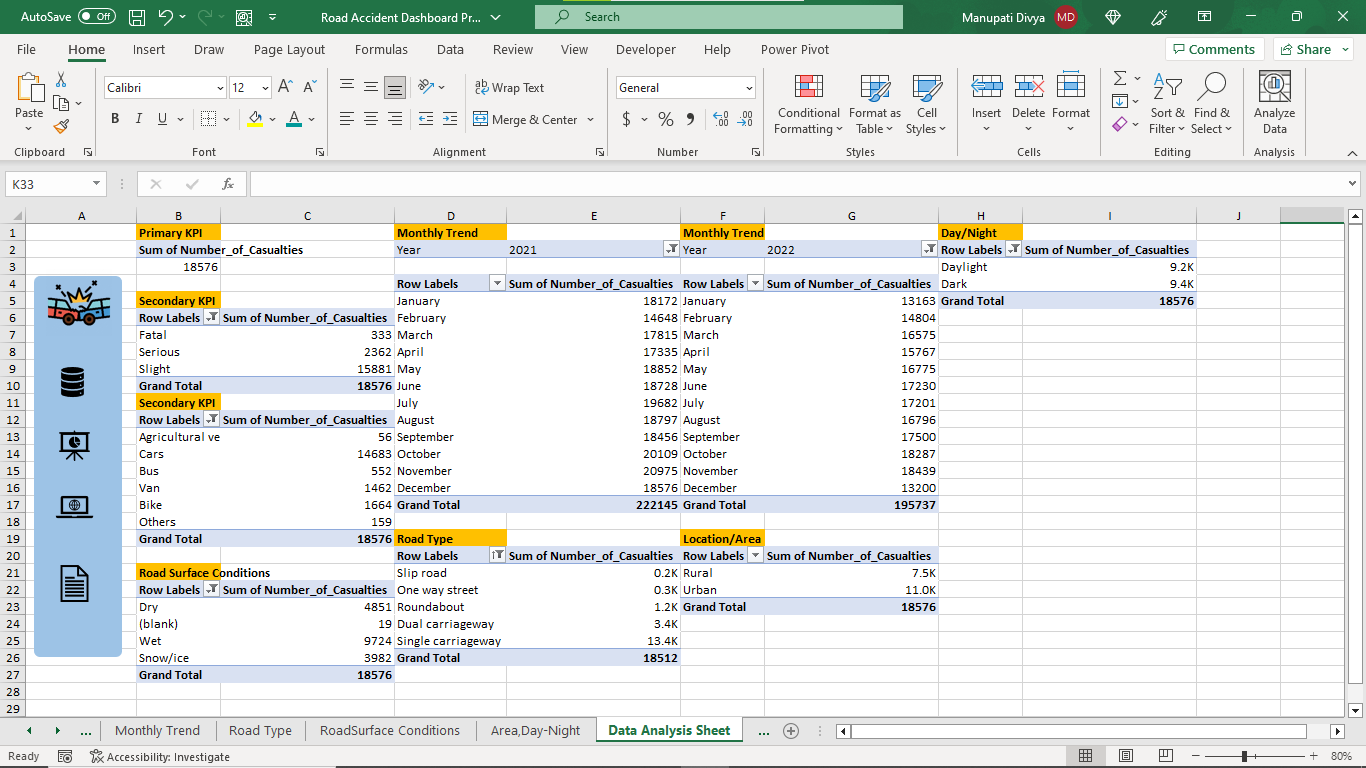 AutoSave Off Road Accident Dashboard Pr... Search Manupati Divya MD
File Home Insert Draw Page Layout Formulas Data Review View Developer Help Power Pivot Comments Share
Calibri 12 Wrap Text General
Paste Merge & Center $ % Conditional Formatting Format as Table Cell Styles Insert Delete Format Sort & Filter Find & Select Analyze Data
B I U A
Clipboard Font Alignment Number Styles Cells Editing Analysis
K33 fx
A B C D E F G H I J
1 Primary KPI Monthly Trend Monthly Trend Day/Night
2 Sum of Number_of_Casualties Year 2021 Year 2022 Row Labels Sum of Number_of_Casualties
3 18576 Daylight 9.2K
4 Row Labels Sum of Number_of_Casualties Row Labels Sum of Number_of_Casualties Dark 9.4K
5 Secondary KPI January 18172 January 13163 Grand Total 18576
6 Row Labels Sum of Number_of_Casualties February 14648 February 14804
7 Fatal 333 March 17815 March 16575
8 Serious 2362 April 17335 April 15767
9 Slight 15881 May 18852 May 16775
10 Grand Total 18576 June 18728 June 17230
11 Secondary KPI July 19682 July 17201
12 Row Labels Sum of Number_of_Casualties August 18797 August 16796
13 Agricultural ve 56 September 18456 September 17500
14 Cars 14683 October 20109 October 18287
15 Bus 552 November 20975 November 18439
16 Van 1462 December 18576 December 13200
17 Bike 1664 Grand Total 222145 Grand Total 195737
18 Others 159
19 Grand Total 18576 Road Type Location/Area
20 Row Labels Sum of Number_of_Casualties Row Labels Sum of Number_of_Casualties
21 Road Surface Conditions Slip road 0.2K Rural 7.5K
22 Row Labels Sum of Number_of_Casualties One way street 0.3K Urban 11.0K
23 Dry 4851 Roundabout 1.2K Grand Total 18576
24 (blank) 19 Dual carriageway 3.4K
25 Wet 9724 Single carriageway 13.4K
26 Snow/ice 3982 Grand Total 18512
27 Grand Total 18576
28
29
... Monthly Trend Road Type RoadSurface Conditions Area,Day-Night Data Analysis Sheet ...
Ready Accessibility: Investigate 80%